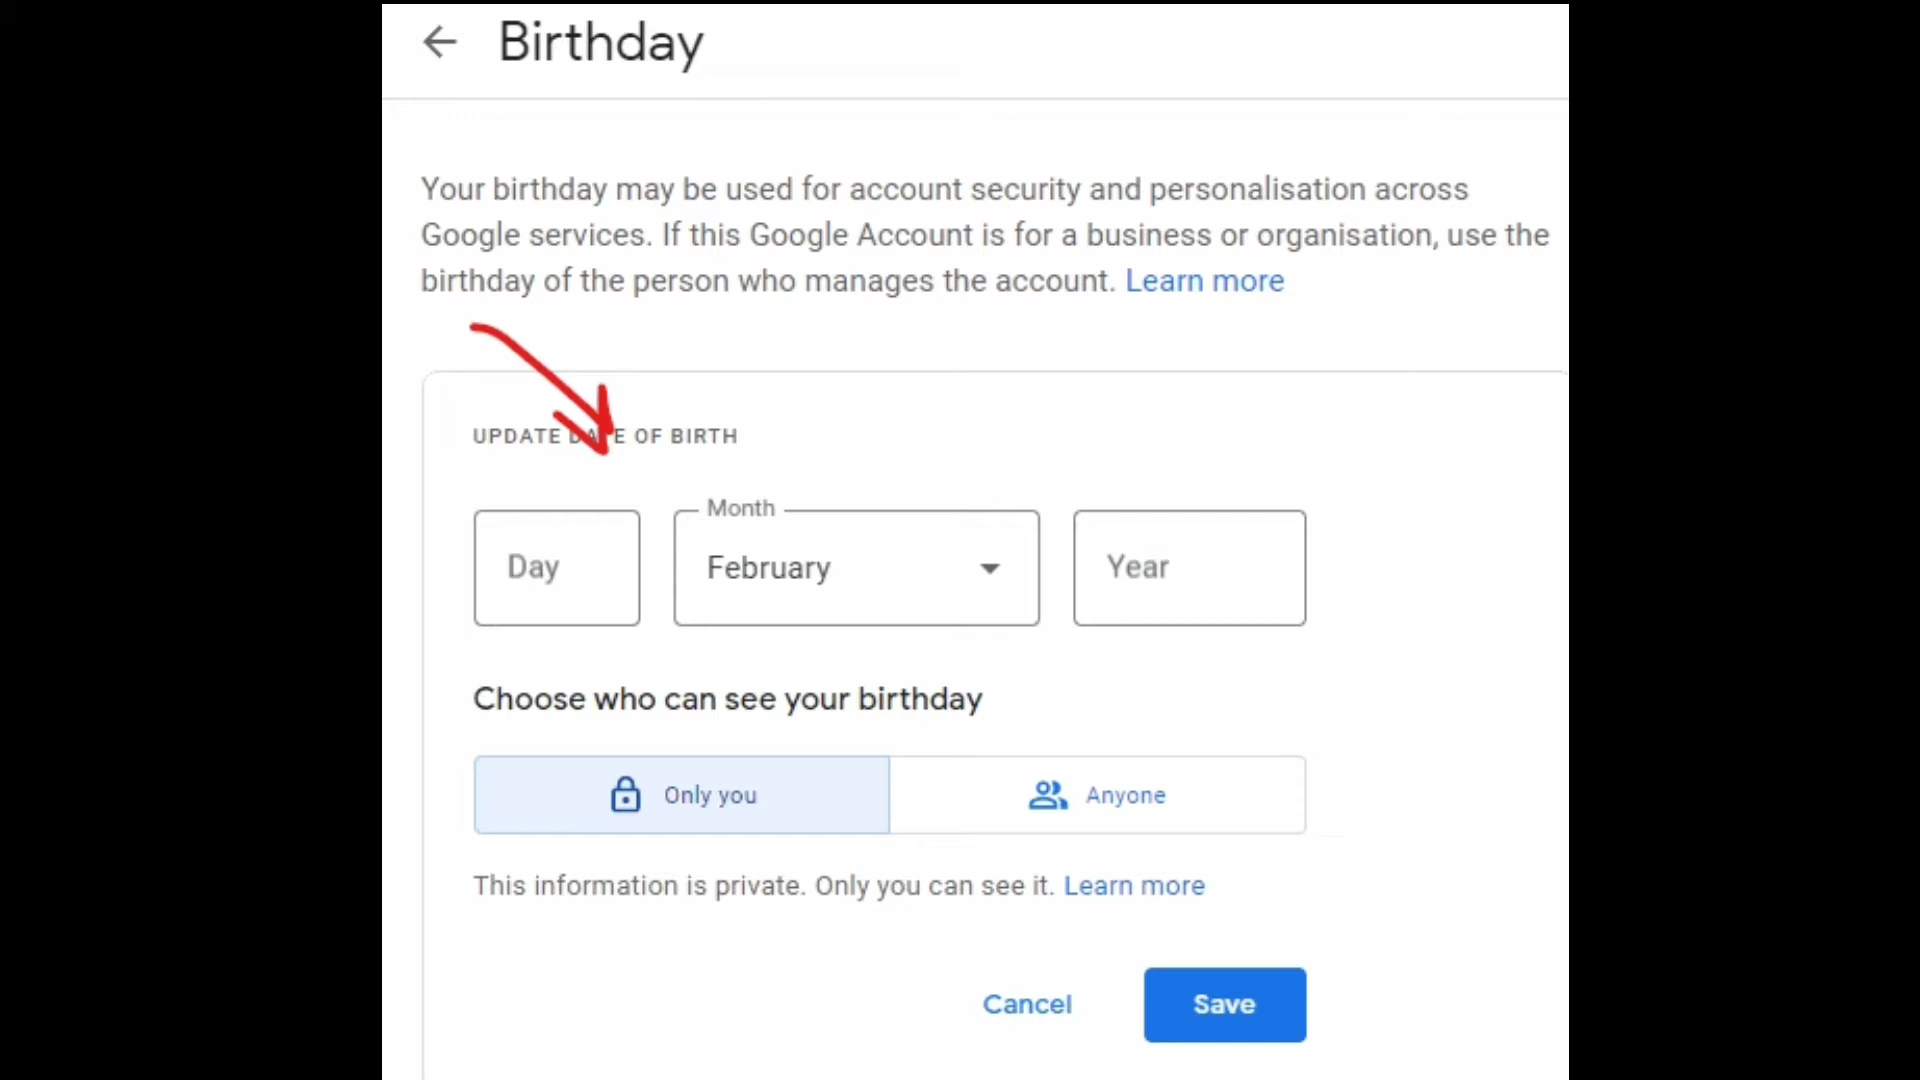 Birthday
Your birthday may be used for account security and personalisation across
Google services. If this Google Account is for a business or organisation, use the
birthday of the person who manages the account. Learn more
UPDATE DATE OF BIRTH
Month
Day February Year
Choose who can see your birthday
Only you Anyone
This information is private. Only you can see it. Learn more
Cancel Save